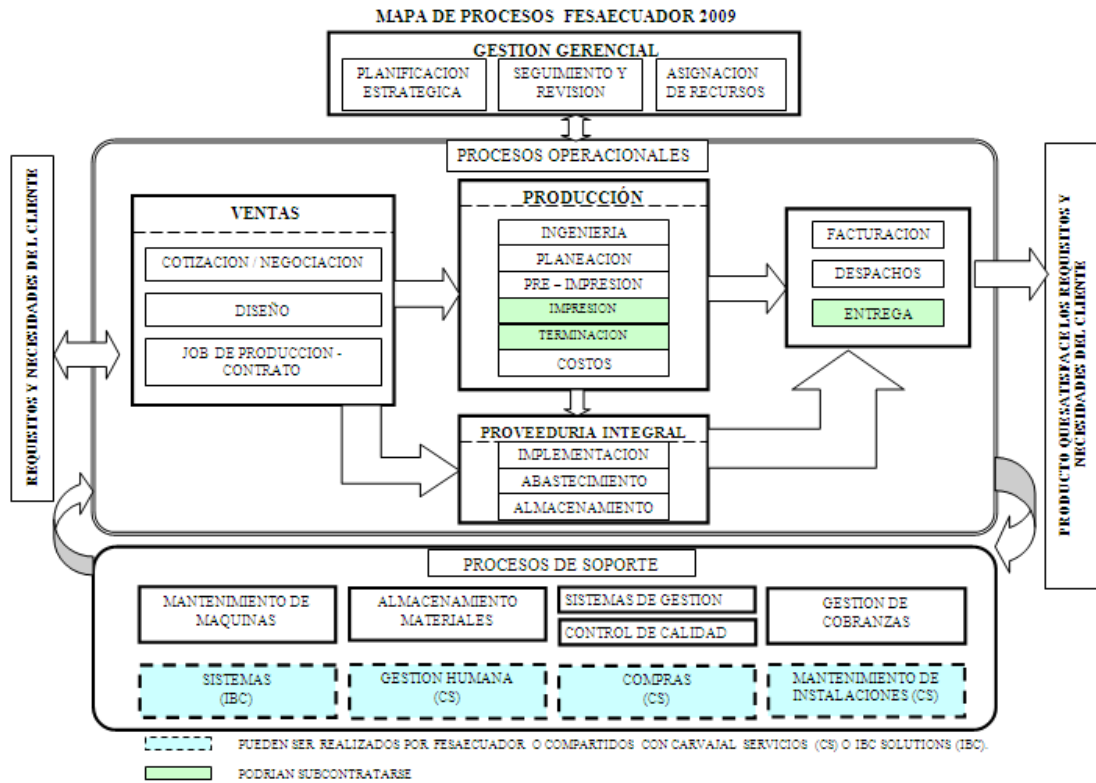 MAPA DE PROCESOS FESAECUADOR 2009
GESTION GERENCIAL
PLANIFICACION
ESTRATEGICA
SEGUIMIENTO Y
REVISION
ASIGNACION
DE RECURSOS
PROCESOS OPERACIONALES
REQUISITOS Y NECESIDADES DEL CLIENTE
VENTAS
COTIZACION / NEGOCIACION
DISEÑO
JOB DE PRODUCCION -
CONTRATO
PRODUCCIÓN
INGENIERIA
PLANEACION
PRE – IMPRESION
IMPRESION
TERMINACION
COSTOS
PROVEEDURIA INTEGRAL
IMPLEMENTACION
ABASTECIMIENTO
ALMACENAMIENTO
FACTURACION
DESPACHOS
ENTREGA
PRODUCTO QUE SATISFACE LOS REQUISITOS Y
NECESIDADES DEL CLIENTE
PROCESOS DE SOPORTE
MANTENIMIENTO DE
MAQUINAS
ALMACENAMIENTO
MATERIALES
SISTEMAS DE GESTION
CONTROL DE CALIDAD
GESTION DE
COBRANZAS
SISTEMAS
(IBC)
GESTION HUMANA
(CS)
COMPRAS
(CS)
MANTENIMIENTO DE
INSTALACIONES (CS)
PUEDEN SER REALIZADOS POR FESAECUADOR O COMPARTIDOS CON CARVAJAL SERVICIOS (CS) O IBC SOLUTIONS (IBC).
PODRIAN SUBCONTRATARSE